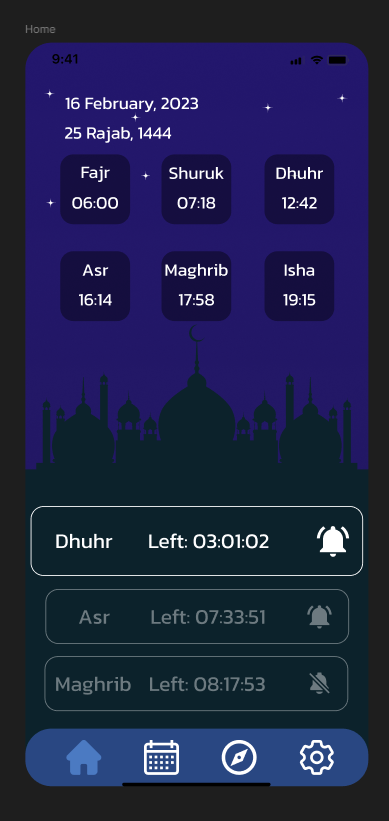 Home
9:41
16 February, 2023
25 Rajab, 1444
Fajr Shuruk Dhuhr
06:00 07:18 12:42
Asr Maghrib Isha
16:14 17:58 19:15
Dhuhr Left: 03:01:02
Asr Left: 07:33:51
Maghrib Left: 08:17:53